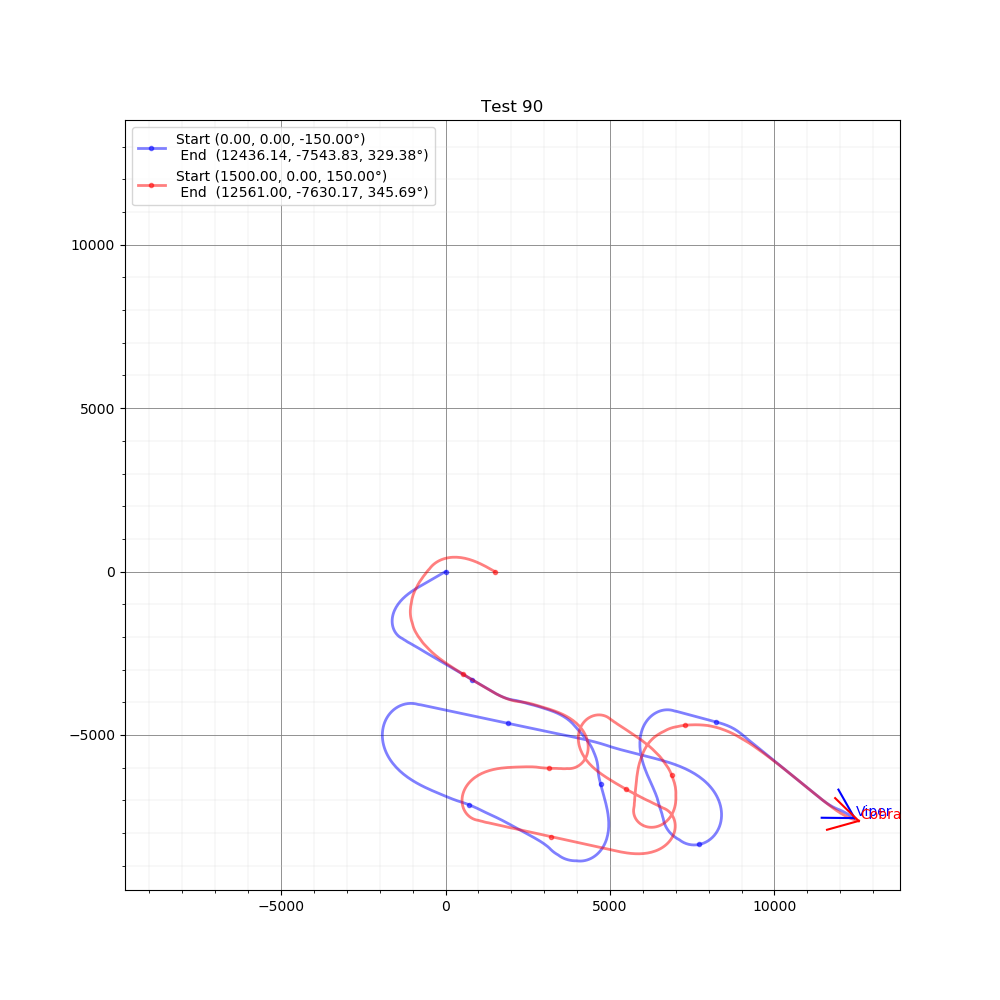 Test 90
Start (0.00, 0.00, -150.00°)
End (12436.14, -7543.83, 329.38°)
Start (1500.00, 0.00, 150.00°)
End (12561.00, -7630.17, 345.69°)
10000
5000
0
−5000
Viper
Cobra
−5000
0
5000
10000